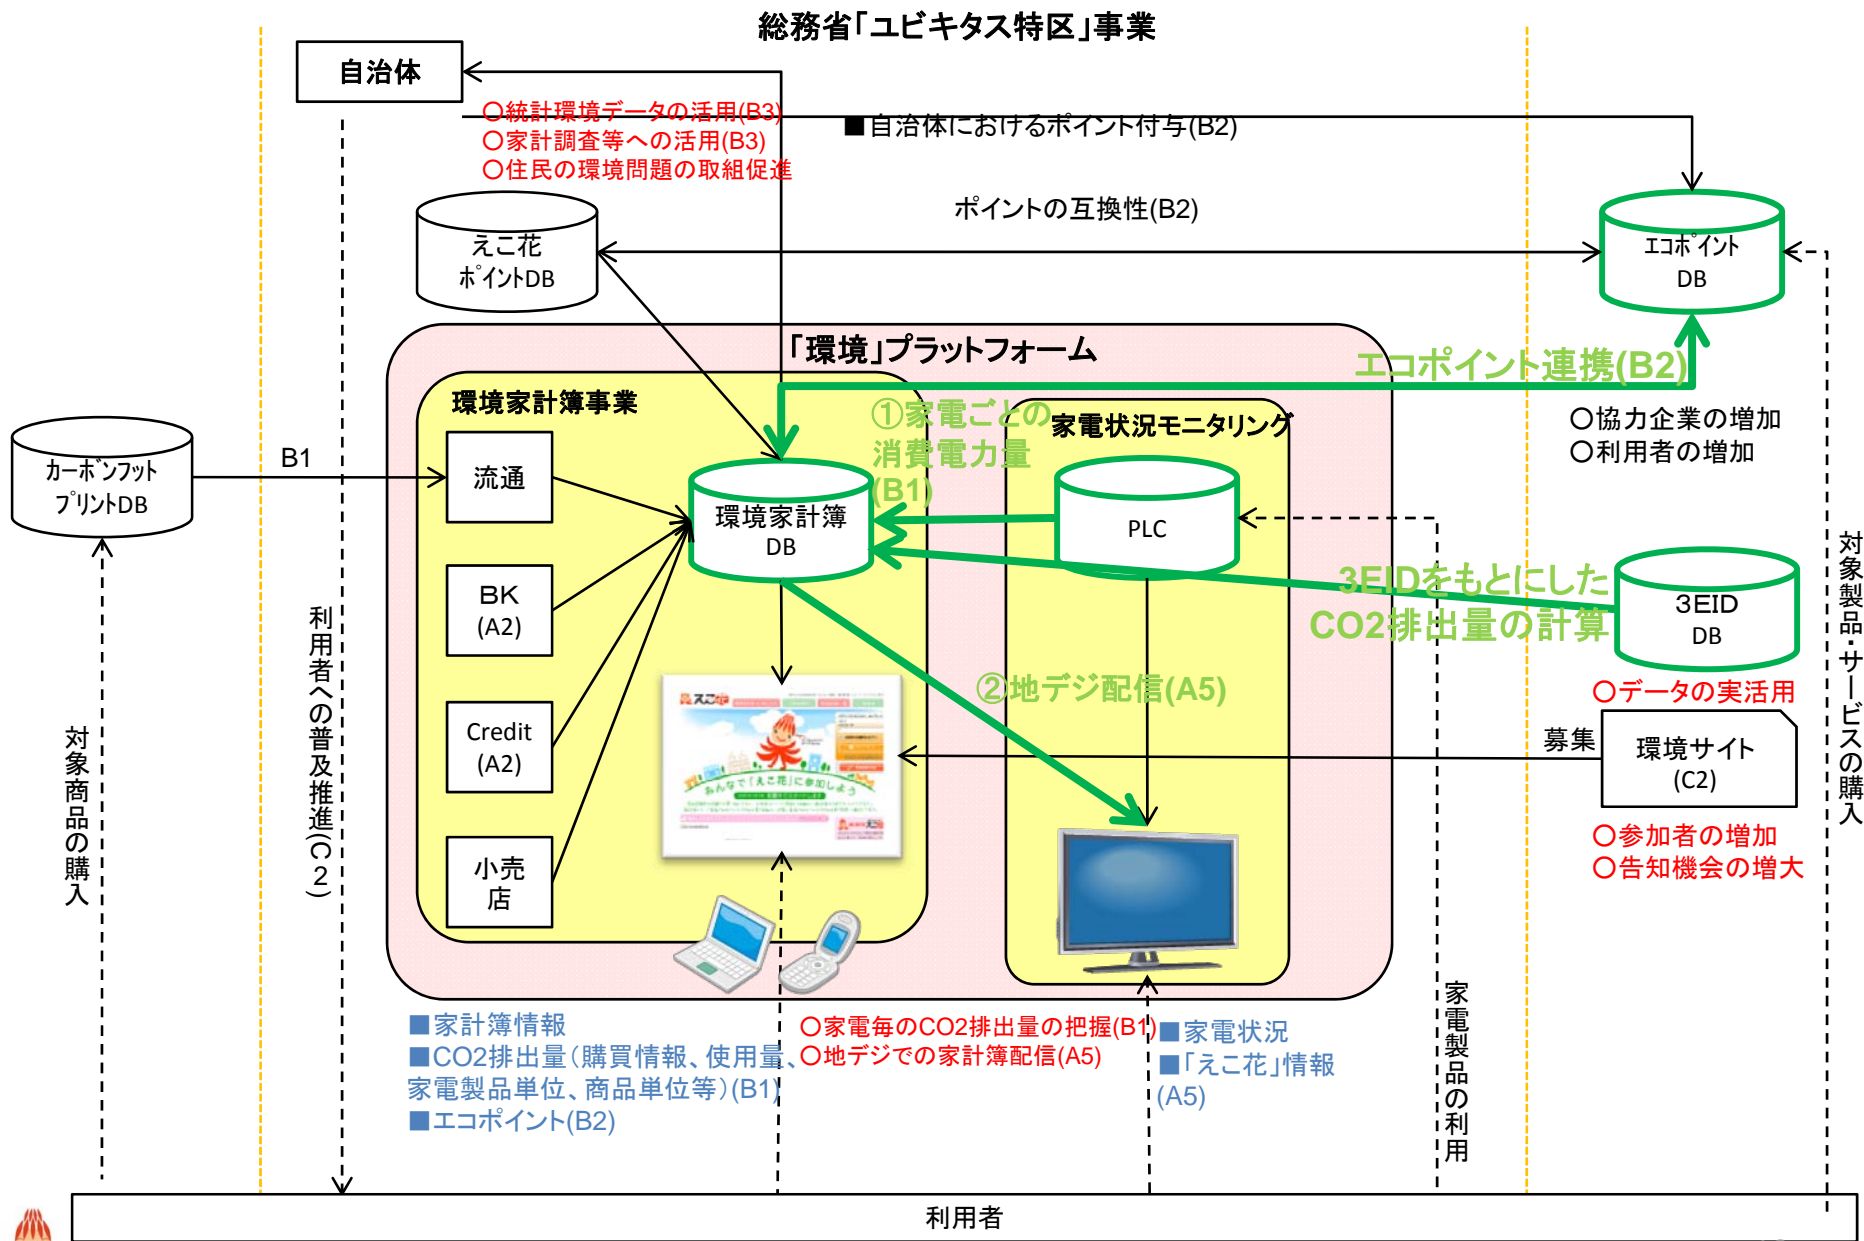 総務省｢ユビキタス特区｣事業
自治体
○統計環境データの活用(B3)
○家計調査等への活用(B3)
○住民の環境問題の取組促進
■自治体におけるポイント付与(B2)
ポイントの互換性(B2)
えこ花
ﾎﾟｲﾝﾄDB
ｴｺﾎﾟｲﾝﾄ
DB
｢環境｣プラットフォーム
エコポイント連携(B2)
環境家計簿事業
①家電ごとの
消費電力量
(B1)
家電状況モニタリング
○協力企業の増加
○利用者の増加
ｶｰﾎﾞﾝﾌｯﾄ
ﾌﾟﾘﾝﾄDB
B1
流通
環境家計簿
DB
PLC
3EIDをもとにした
CO2排出量の計算
3EID
DB
BK
(A2)
○データの実活用
②地デジ配信(A5)
えこ花
みんなで「えこ花」に参加しよう
Credit
(A2)
募集
環境サイト
(C2)
○参加者の増加
○告知機会の増大
小売
店
対象商品の購入
利用者への普及推進(C2)
対象製品・サービスの購入
家電製品の利用
■家計簿情報
■CO2排出量（購買情報、使用量、
家電製品単位、商品単位等）(B1)
■エコポイント(B2)
○家電毎のCO2排出量の把握(B1)
○地デジでの家計簿配信(A5)
■家電状況
■｢えこ花｣情報
(A5)
利用者